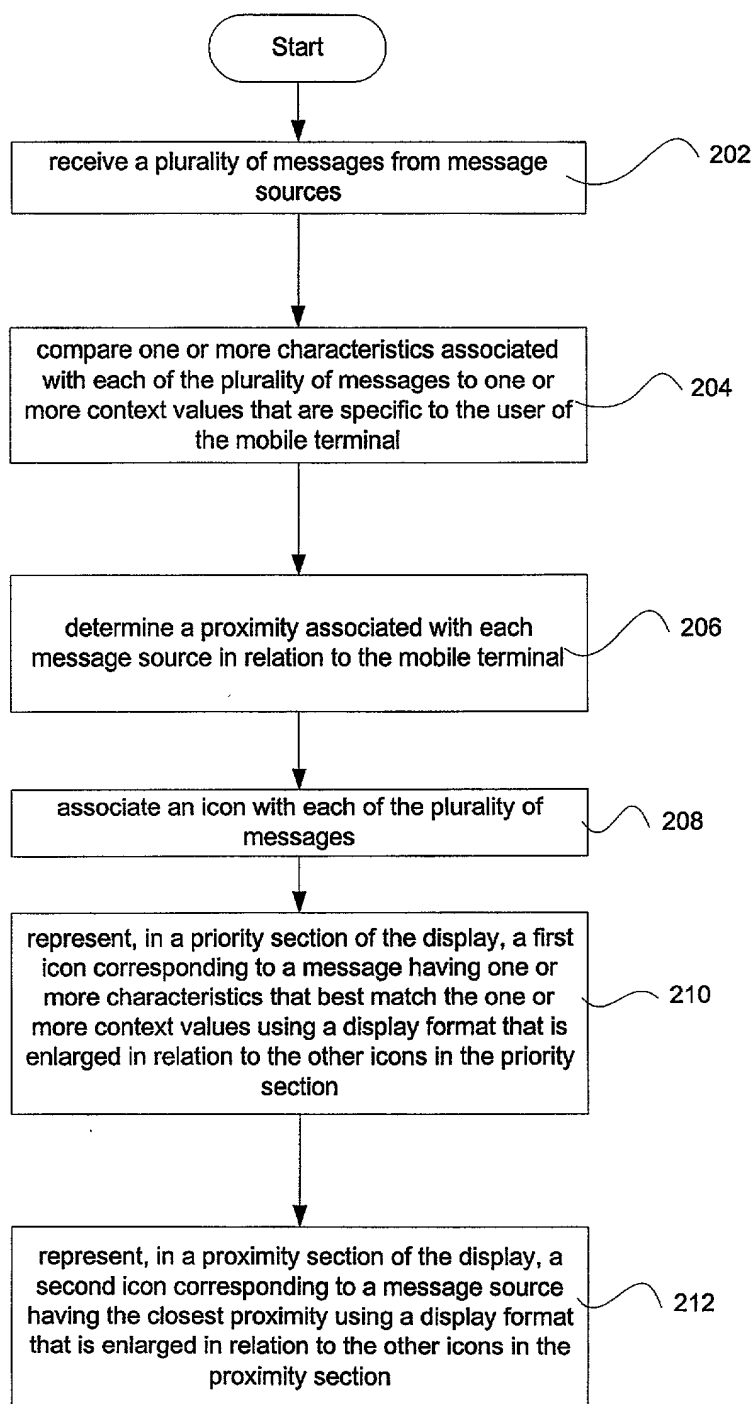 Start
receive a plurality of messages from message
sources
202
compare one or more characteristics associated
with each of the plurality of messages to one or
more context values that are specific to the user of
the mobile terminal
204
determine a proximity associated with each
message source in relation to the mobile terminal
206
associate an icon with each of the plurality of
messages
208
represent, in a priority section of the display, a first
icon corresponding to a message having one or
more characteristics that best match the one or
more context values using a display format that is
enlarged in relation to the other icons in the priority
section
210
represent, in a proximity section of the display, a
second icon corresponding to a message source
having the closest proximity using a display format
that is enlarged in relation to the other icons in the
proximity section
212